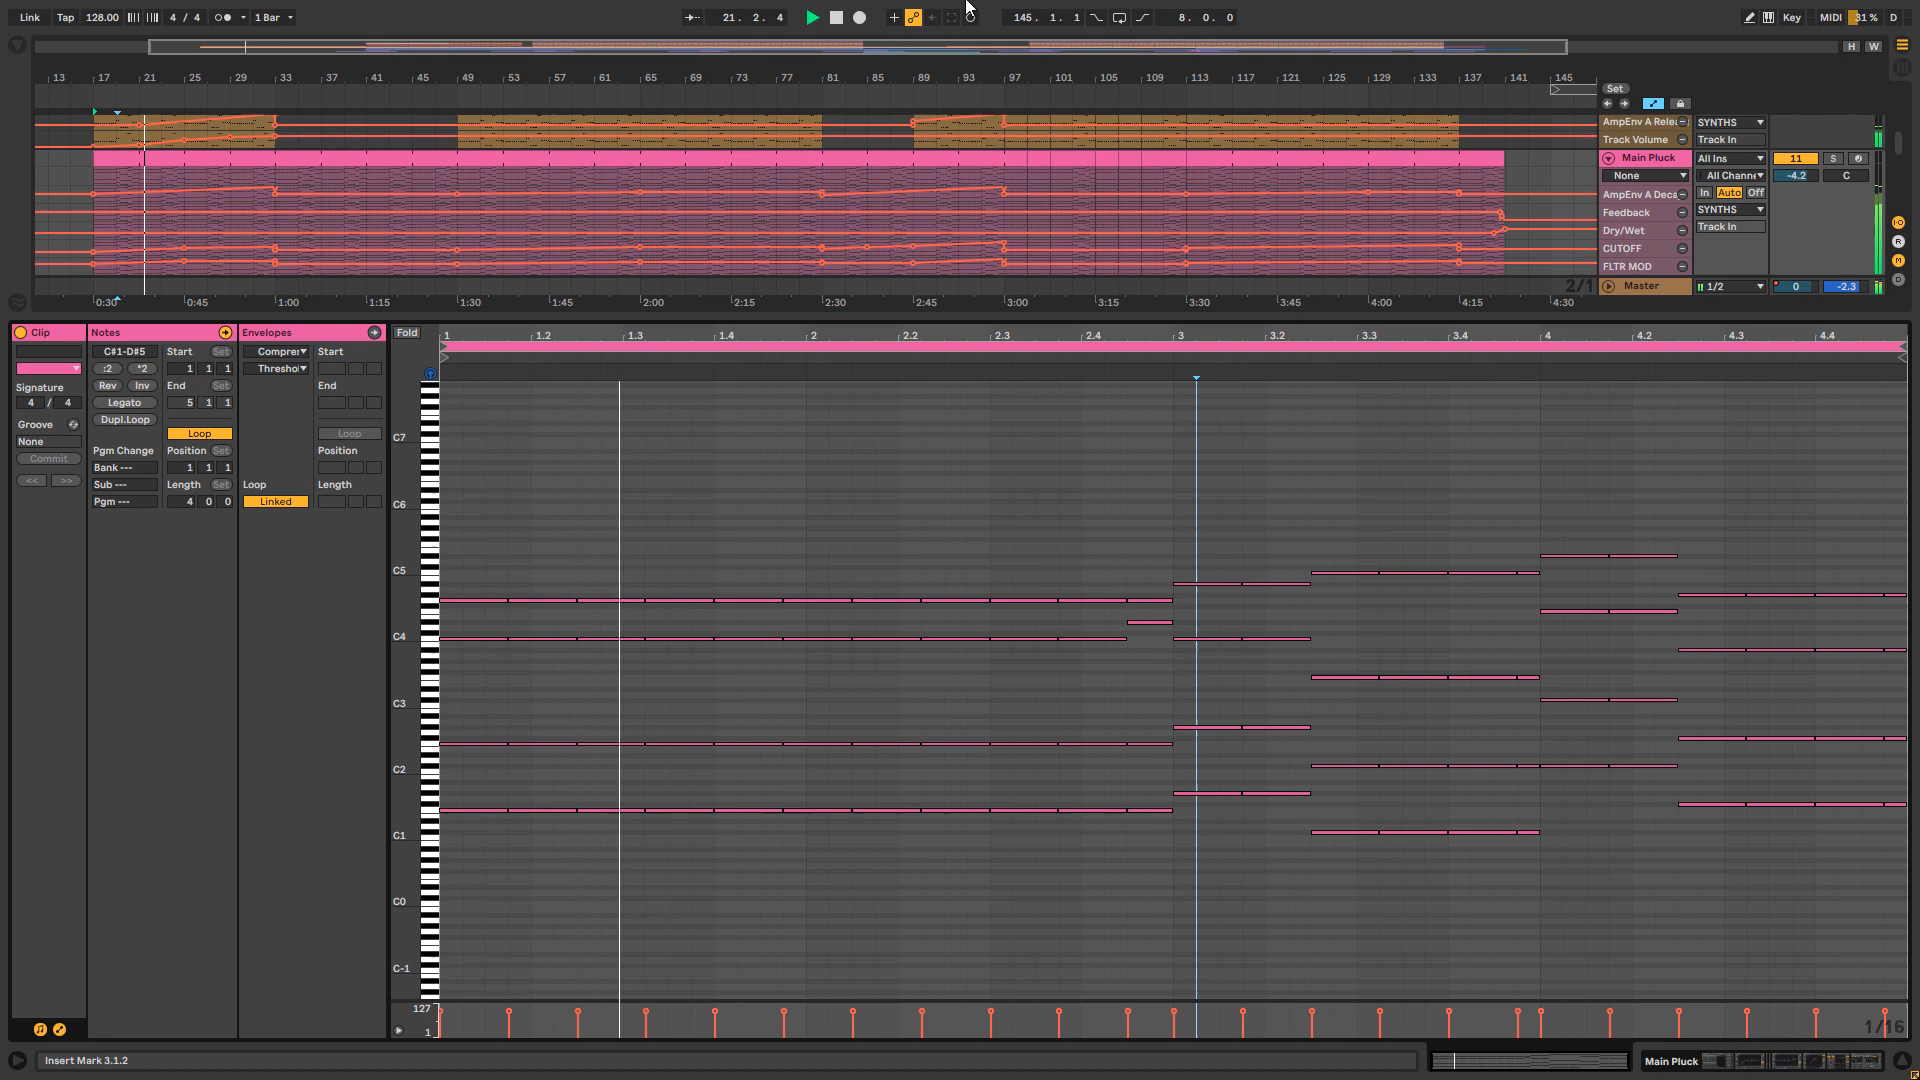 Link Tap 128.00 4 / 4 1 Bar 21. 2. 4 145. 1. 1 8. 0. 0 Key MIDI 31 % D
H W
13 17 21 25 29 33 37 41 45 49 53 57 61 65 69 73 77 81 85 89 93 97 101 105 109 113 117 121 125 129 133 137 141 145
Set
SYNTHS
Track Volume Track In
Main Pluck All Ins 11 S
None All Channe -4.2 C
AmpEnv A Deca In Auto Off
Feedback SYNTHS
Dry/Wet Track In
CUTOFF
FLTR MOD
2/1 Master 1/2 0 -2.3
0:30 0:45 1:00 1:15 1:30 1:45 2:00 2:15 2:30 2:45 3:00 3:15 3:30 3:45 4:00 4:15 4:30
I·O
R
M
D
Clip Notes Envelopes Fold 1 1.2 1.3 1.4 2 2.2 2.3 2.4 3 3.2 3.3 3.4 4 4.2 4.3 4.4
C#1-D#5 Start Set Compres Start
:2 *2 1 1 1 Threshol
Signature Rev Inv End Set End
4 / 4 Legato 5 1 1
Groove Dupl.Loop
None Loop Loop
Commit Pgm Change Position Set Position
<< >> Bank --- 1 1 1
Sub --- Length Set Loop Length
Pgm --- 4 0 0 Linked
C7
C6
C5
C4
C3
C2
C1
C0
C-1
127
1 1/16
Insert Mark 3.1.2 Main Pluck